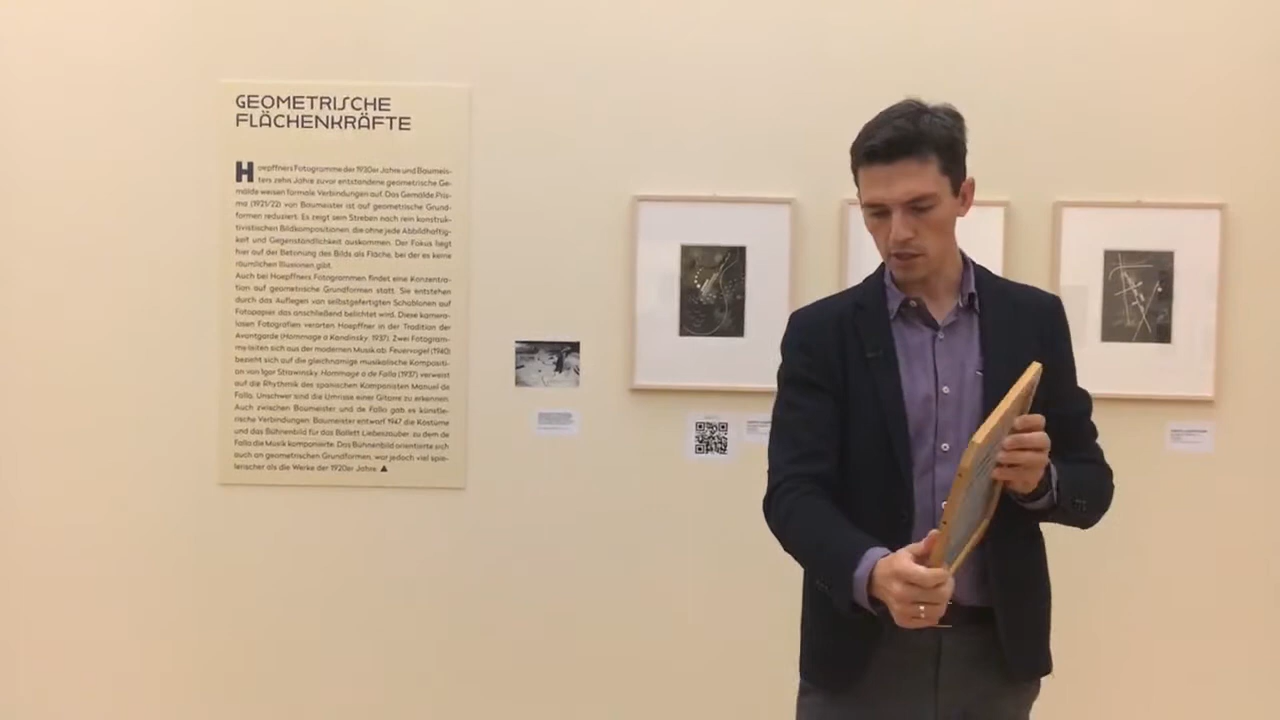 GEOMETRISCHE
FLÄCHENKRÄFTE
Hoepffners Fotogramme der 1930er Jahre und Baumeis-
ters zehn Jahre zuvor entstandene geometrische Ge-
mälde weisen formale Verbindungen auf. Das Gemälde Pris-
ma (1921/22) von Baumeister ist auf geometrische Grund-
formen reduziert. Es zeigt sein Streben nach rein konstruk-
tivistischen Bildkompositionen, die ohne jede Abbildhaftig-
keit und Gegenständlichkeit auskommen. Der Fokus liegt
hier auf der Betonung des Bilds als Fläche, bei der es keine
räumlichen Illusionen gibt.
Auch bei Hoepffners Fotogrammen findet eine Konzentra-
tion auf geometrische Grundformen statt. Sie entstehen
durch das Auflegen von selbstgefertigten Schablonen auf
Fotopapier das anschließend belichtet wird. Diese kamera-
losen Fotografien verorten Hoepffner in der Tradition der
Avantgarde (Hommage à Kandinsky, 1937). Zwei Fotogram-
me leiten sich aus der modernen Musik ab. Feuervogel (1940)
bezieht sich auf die gleichnamige musikalische Kompositi-
on von Igor Strawinsky. Hommage à de Falla (1937) verweist
auf die Rhythmik des spanischen Komponisten Manuel de
Falla. Unschwer sind die Umrisse einer Gitarre zu erkennen.
Auch zwischen Baumeister und de Falla gab es künstle-
rische Verbindungen: Baumeister entwarf 1947 die Kostüme
und das Bühnenbild für das Ballett Liebeszauber, zu dem de
Falla die Musik komponierte. Das Bühnenbild orientierte sich
auch an geometrischen Grundformen, war jedoch viel spie-
lerischer als die Werke der 1920er Jahre.